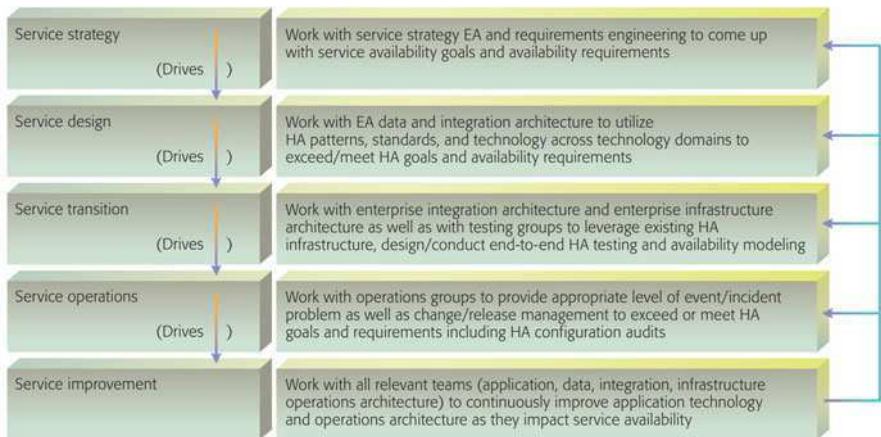 Service strategy
(Drives )
Work with service strategy EA and requirements engineering to come up
with service availability goals and availability requirements
Service design
(Drives )
Work with EA data and integration architecture to utilize
HA patterns, standards, and technology across technology domains to
exceed/meet HA goals and availability requirements
Service transition
(Drives )
Work with enterprise integration architecture and enterprise infrastructure
architecture as well as with testing groups to leverage existing HA
infrastructure, design/conduct end-to-end HA testing and availability modeling
Service operations
(Drives )
Work with operations groups to provide appropriate level of event/incident
problem as well as change/release management to exceed or meet HA
goals and requirements including HA configuration audits
Service improvement
Work with all relevant teams (application, data, integration, infrastructure
operations architecture) to continuously improve application technology
and operations architecture as they impact service availability